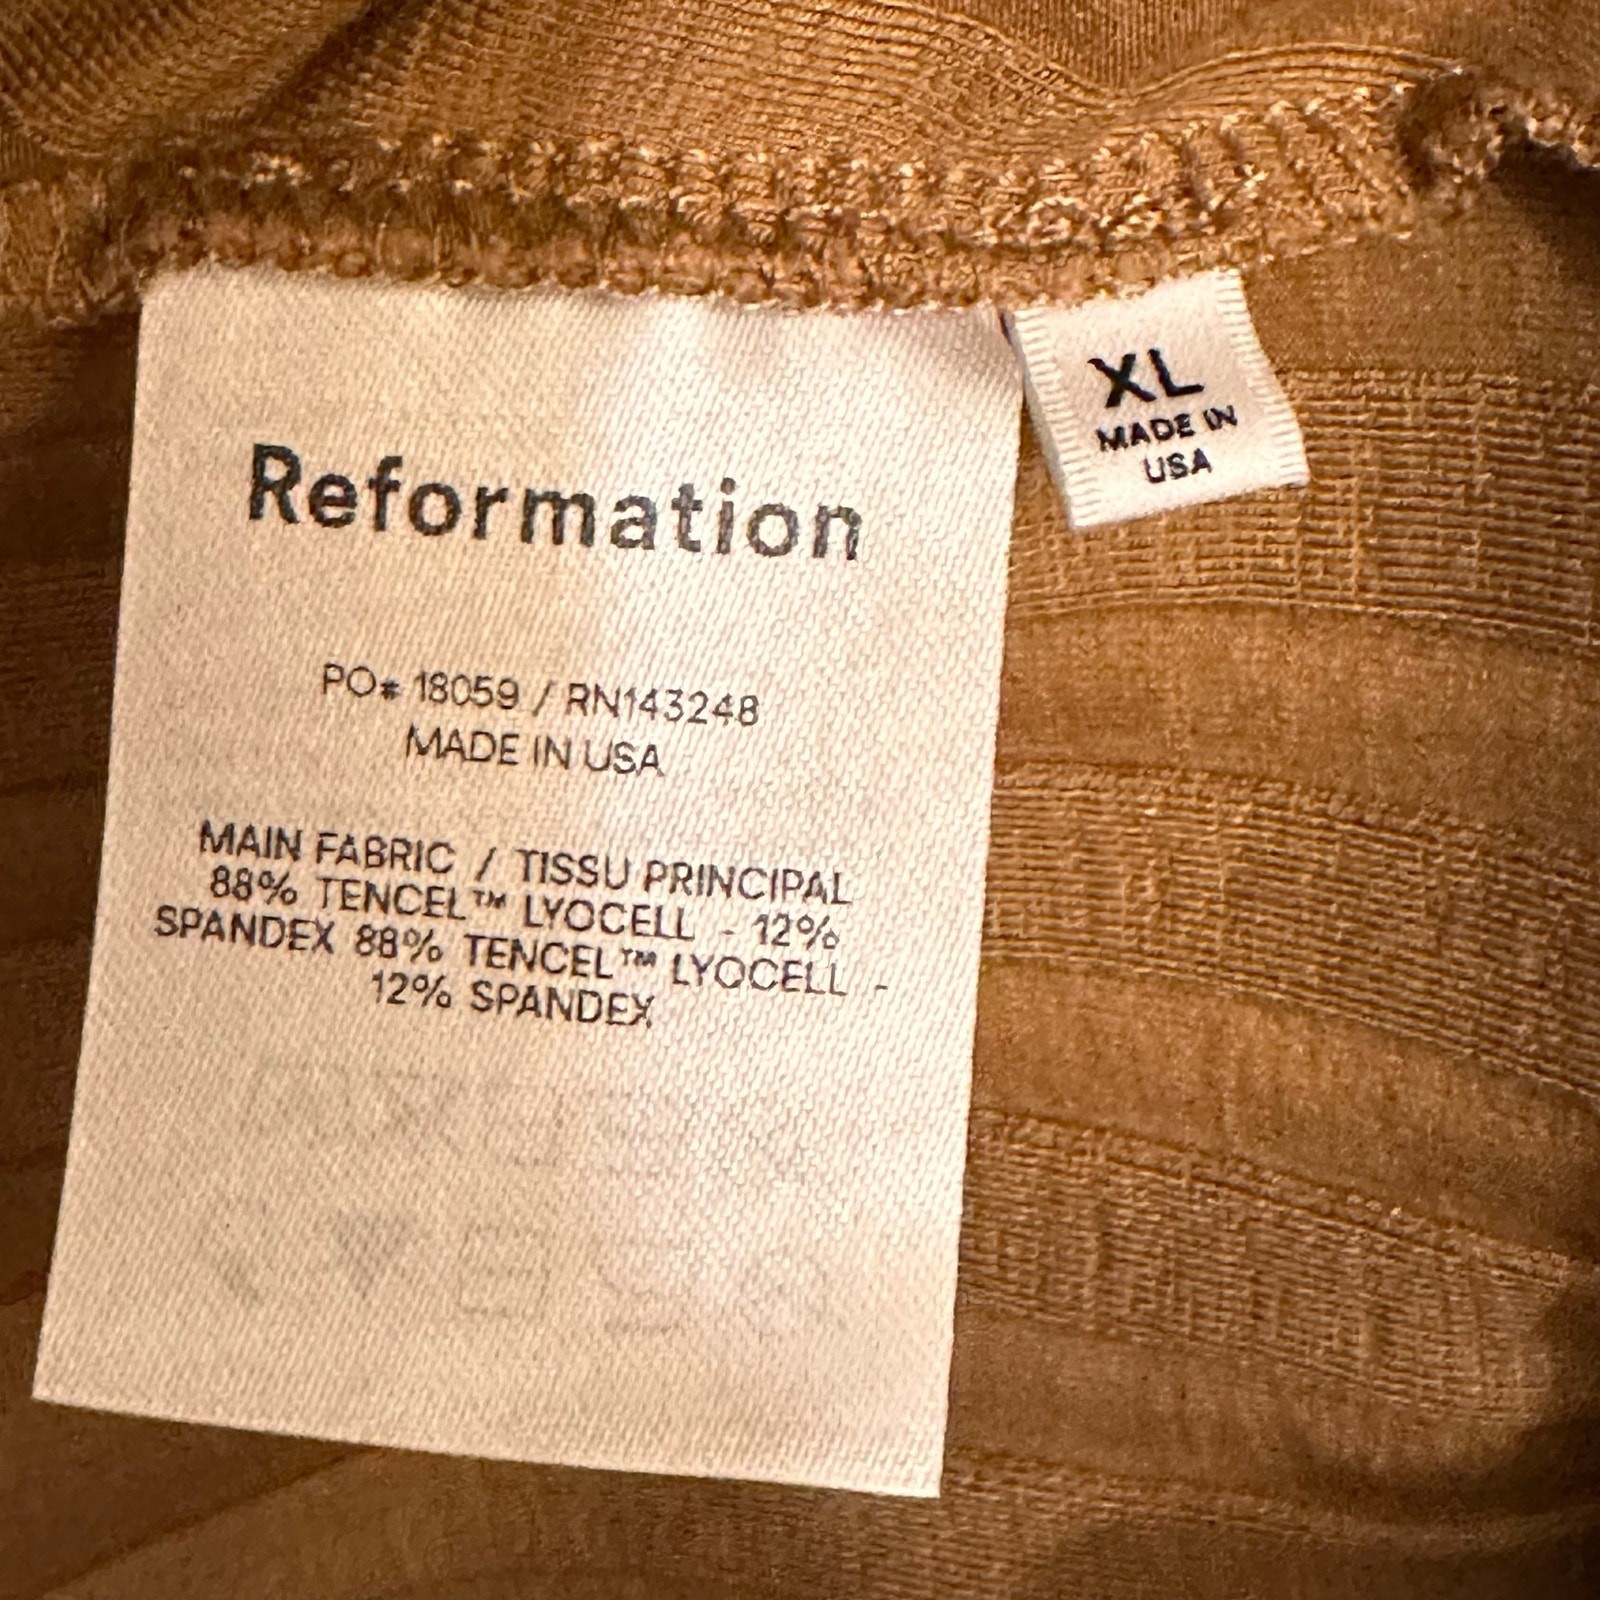 Reformation
PO# 18059 / RN143248
MADE IN USA
MAIN FABRIC / TISSU PRINCIPAL
88% TENCEL™ LYOCELL - 12%
SPANDEX 88% TENCEL™ LYOCELL -
12% SPANDEX
XL
MADE IN
USA